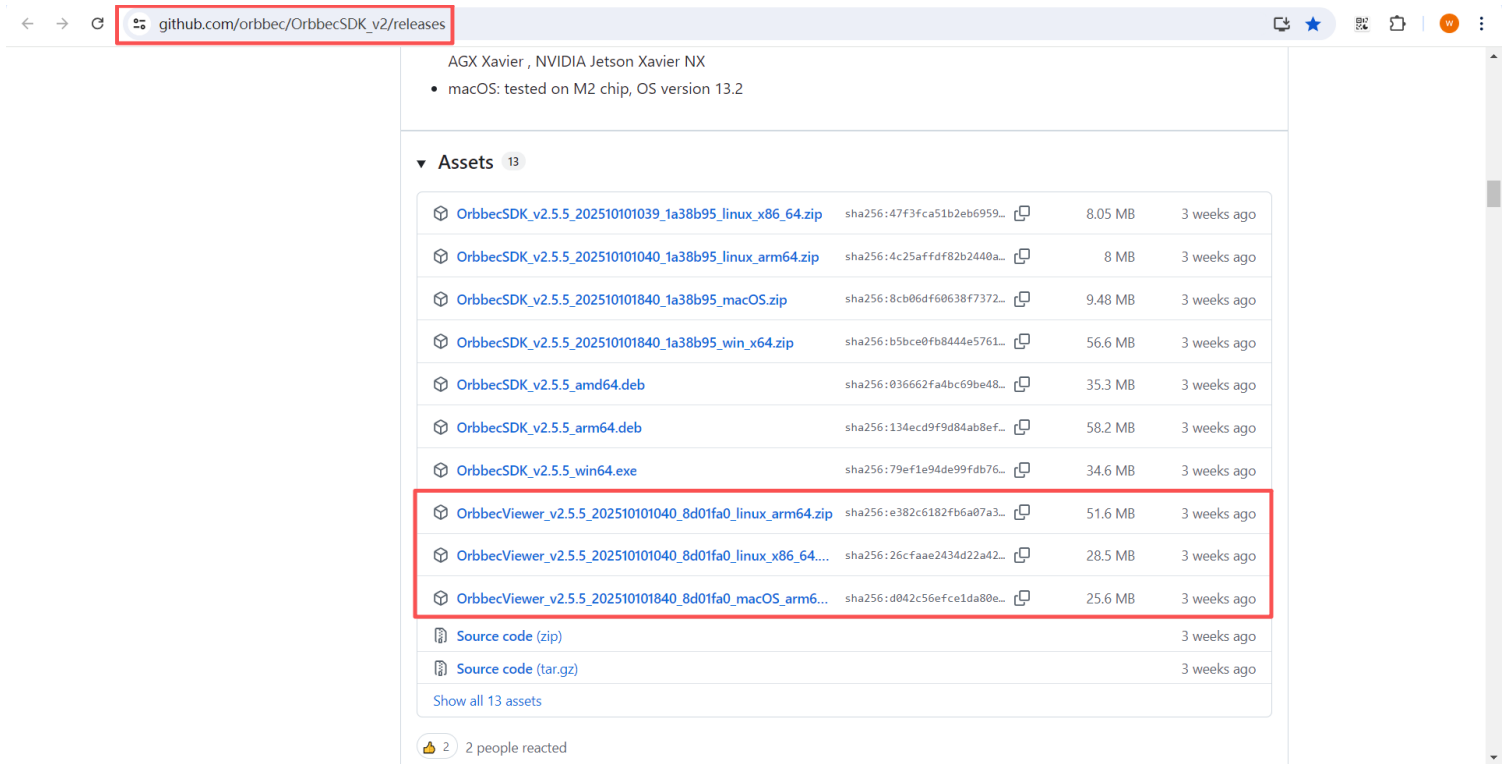 github.com/orbbec/OrbbecSDK_v2/releases
W
AGX Xavier , NVIDIA Jetson Xavier NX
• macOS: tested on M2 chip, OS version 13.2
Assets 13
OrbbecSDK_v2.5.5_202510101039_1a38b95_linux_x86_64.zip sha256:47f3fca51b2eb6959… 8.05 MB 3 weeks ago
OrbbecSDK_v2.5.5_202510101040_1a38b95_linux_arm64.zip sha256:4c25affdf82b2440a… 8 MB 3 weeks ago
OrbbecSDK_v2.5.5_202510101840_1a38b95_macOS.zip sha256:8cb06df60638f7372… 9.48 MB 3 weeks ago
OrbbecSDK_v2.5.5_202510101840_1a38b95_win_x64.zip sha256:b5bce0fb8444e5761… 56.6 MB 3 weeks ago
OrbbecSDK_v2.5.5_amd64.deb sha256:036662fa4bc69be48… 35.3 MB 3 weeks ago
OrbbecSDK_v2.5.5_arm64.deb sha256:134ecd9f9d84ab8ef… 58.2 MB 3 weeks ago
OrbbecSDK_v2.5.5_win64.exe sha256:79ef1e94de99fdb76… 34.6 MB 3 weeks ago
OrbbecViewer_v2.5.5_202510101040_8d01fa0_linux_arm64.zip sha256:e382c6182fb6a07a3… 51.6 MB 3 weeks ago
OrbbecViewer_v2.5.5_202510101040_8d01fa0_linux_x86_64.... sha256:26cfaae2434d22a42… 28.5 MB 3 weeks ago
OrbbecViewer_v2.5.5_202510101840_8d01fa0_macOS_arm6... sha256:d042c56efce1da80e… 25.6 MB 3 weeks ago
Source code (zip) 3 weeks ago
Source code (tar.gz) 3 weeks ago
Show all 13 assets
2 2 people reacted